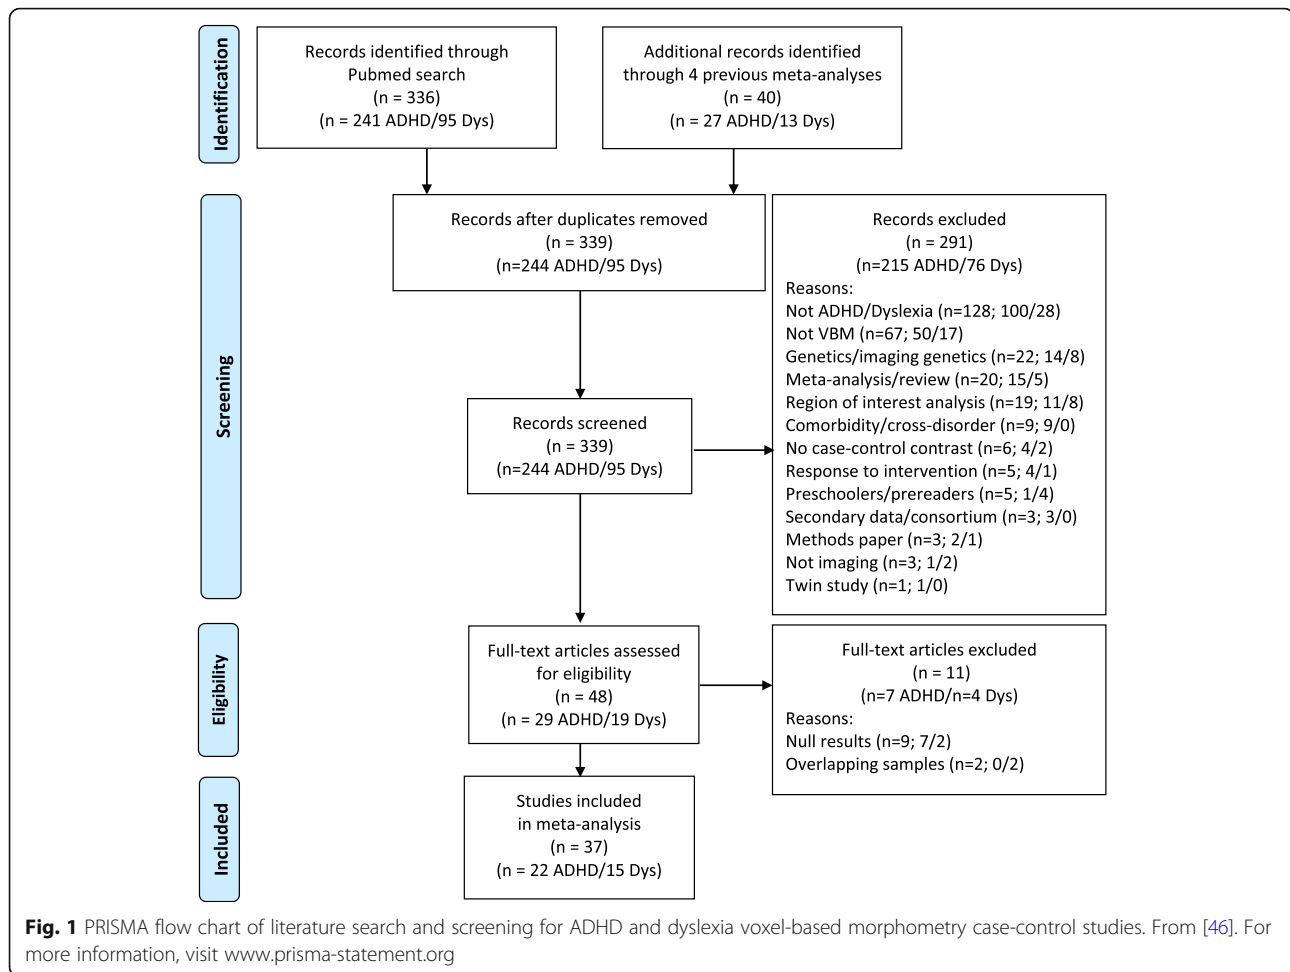 Identification
Records identified through
Pubmed search
(n = 336)
(n = 241 ADHD/95 Dys)
Additional records identified
through 4 previous meta-analyses
(n = 40)
(n = 27 ADHD/13 Dys)
Screening
Records after duplicates removed
(n = 339)
(n=244 ADHD/95 Dys)
Records screened
(n = 339)
(n=244 ADHD/95 Dys)
Records excluded
(n = 291)
(n=215 ADHD/76 Dys)
Reasons:
Not ADHD/Dyslexia (n=128; 100/28)
Not VBM (n=67; 50/17)
Genetics/imaging genetics (n=22; 14/8)
Meta-analysis/review (n=20; 15/5)
Region of interest analysis (n=19; 11/8)
Comorbidity/cross-disorder (n=9; 9/0)
No case-control contrast (n=6; 4/2)
Response to intervention (n=5; 4/1)
Preschoolers/prereaders (n=5; 1/4)
Secondary data/consortium (n=3; 3/0)
Methods paper (n=3; 2/1)
Not imaging (n=3; 1/2)
Twin study (n=1; 1/0)
Eligibility
Full-text articles assessed
for eligibility
(n = 48)
(n = 29 ADHD/19 Dys)
Full-text articles excluded
(n = 11)
(n=7 ADHD/n=4 Dys)
Reasons:
Null results (n=9; 7/2)
Overlapping samples (n=2; 0/2)
Included
Studies included
in meta-analysis
(n = 37)
(n = 22 ADHD/15 Dys)
Fig. 1 PRISMA flow chart of literature search and screening for ADHD and dyslexia voxel-based morphometry case-control studies. From [46]. For
more information, visit www.prisma-statement.org